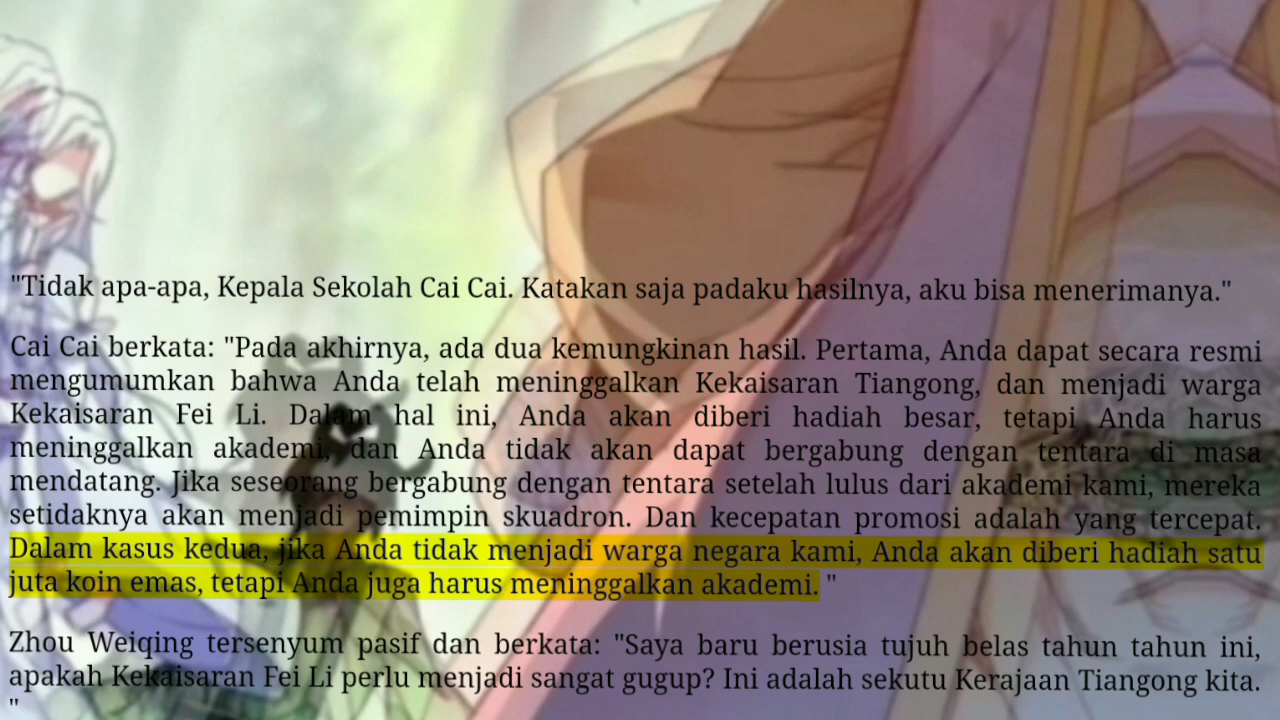 "Tidak apa-apa, Kepala Sekolah Cai Cai. Katakan saja padaku hasilnya, aku bisa menerimanya."
Cai Cai berkata: "Pada akhirnya, ada dua kemungkinan hasil. Pertama, Anda dapat secara resmi
mengumumkan bahwa Anda telah meninggalkan Kekaisaran Tiangong, dan menjadi warga
Kekaisaran Fei Li. Dalam hal ini, Anda akan diberi hadiah besar, tetapi Anda harus
meninggalkan akademi, dan Anda tidak akan dapat bergabung dengan tentara di masa
mendatang. Jika seseorang bergabung dengan tentara setelah lulus dari akademi kami, mereka
setidaknya akan menjadi pemimpin skuadron. Dan kecepatan promosi adalah yang tercepat.
Dalam kasus kedua, jika Anda tidak menjadi warga negara kami, Anda akan diberi hadiah satu
juta koin emas, tetapi Anda juga harus meninggalkan akademi. "
Zhou Weiqing tersenyum pasif dan berkata: "Saya baru berusia tujuh belas tahun tahun ini,
apakah Kekaisaran Fei Li perlu menjadi sangat gugup? Ini adalah sekutu Kerajaan Tiangong kita.
"